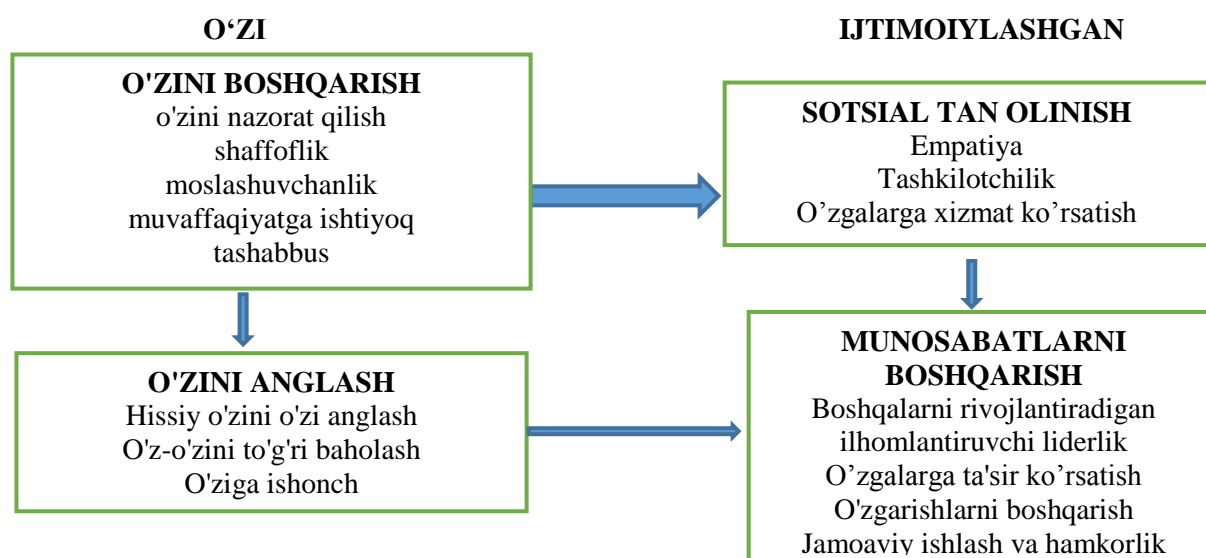 O‘ZI
IJTIMOIYLASHGAN
O'ZINI BOSHQARISH
o'zini nazorat qilish
shaffoflik
moslashuvchanlik
muvaffaqiyatga ishtiyoq
tashabbus
SOTSIAL TAN OLINISH
Empatiya
Tashkilotchilik
O’zgalarga xizmat ko’rsatish
O'ZINI ANGLASH
Hissiy o'zini o'zi anglash
O'z-o'zini to'g'ri baholash
O'ziga ishonch
MUNOSABATLARNI
BOSHQARISH
Boshqalarni rivojlantiradigan
ilhomlantiruvchi liderlik
O’zgalarga ta'sir ko’rsatish
O'zgarishlarni boshqarish
Jamoaviy ishlash va hamkorlik